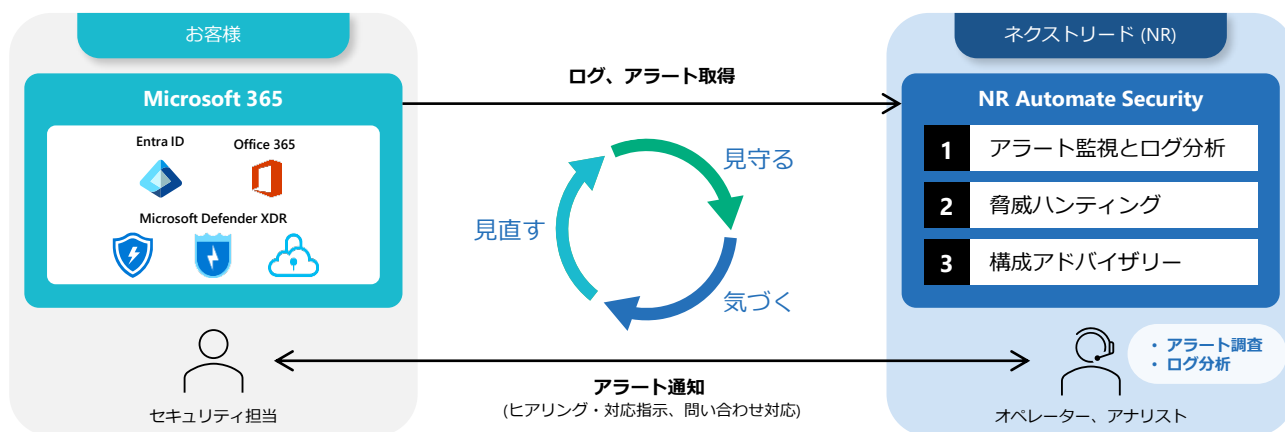 お客様
Microsoft 365
Entra ID
Office 365
Microsoft Defender XDR
セキュリティ担当
ログ、アラート取得
見守る
見直す
気づく
アラート通知
(ヒアリング・対応指示、問い合わせ対応)
ネクストリード (NR)
NR Automate Security
1 アラート監視とログ分析
2 脅威ハンティング
3 構成アドバイザリー
・ アラート調査
・ ログ分析
オペレーター、アナリスト